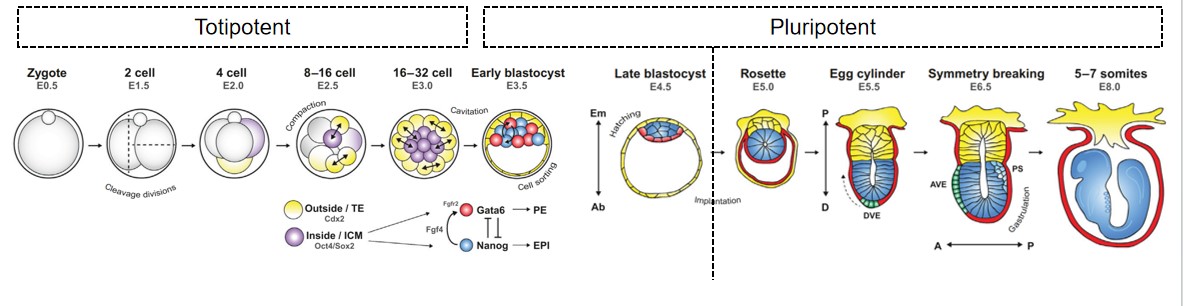 Totipotent
Pluripotent
Zygote
E0.5
2 cell
E1.5
4 cell
E2.0
8–16 cell
E2.5
16–32 cell
E3.0
Early blastocyst
E3.5
Late blastocyst
E4.5
Rosette
E5.0
Egg cylinder
E5.5
Symmetry breaking
E6.5
5–7 somites
E8.0
Cleavage divisions
Compaction
Cavitation
Cell sorting
Em
Ab
Hatching
Implantation
P
D
DVE
AVE
PS
Gastrulation
A
P
Outside / TE
Cdx2
Inside / ICM
Oct4/Sox2
Fgfr2
Fgf4
Gata6
PE
Nanog
EPI